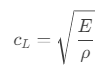 $c_L = \sqrt{\frac{E}{\rho}}$